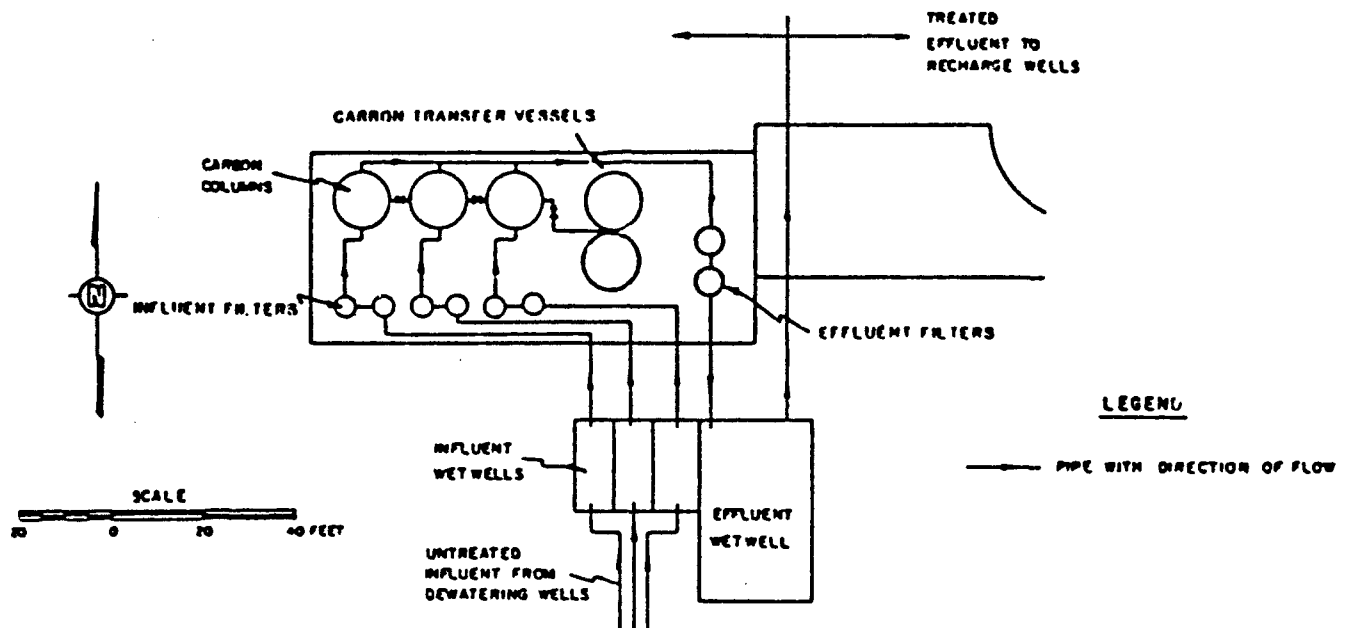 TREATED
EFFLUENT TO
RECHARGE WELLS
CARBON TRANSFER VESSELS
CARBON
COLUMNS
N
INFLUENT FILTERS
EFFLUENT FILTERS
LEGEND
INFLUENT
WETWELLS
PIPE WITH DIRECTION OF FLOW
SCALE
20 0 20 40 FEET
EFFLUENT
WETWELL
UNTREATED
INFLUENT FROM
DEWATERING WELLS